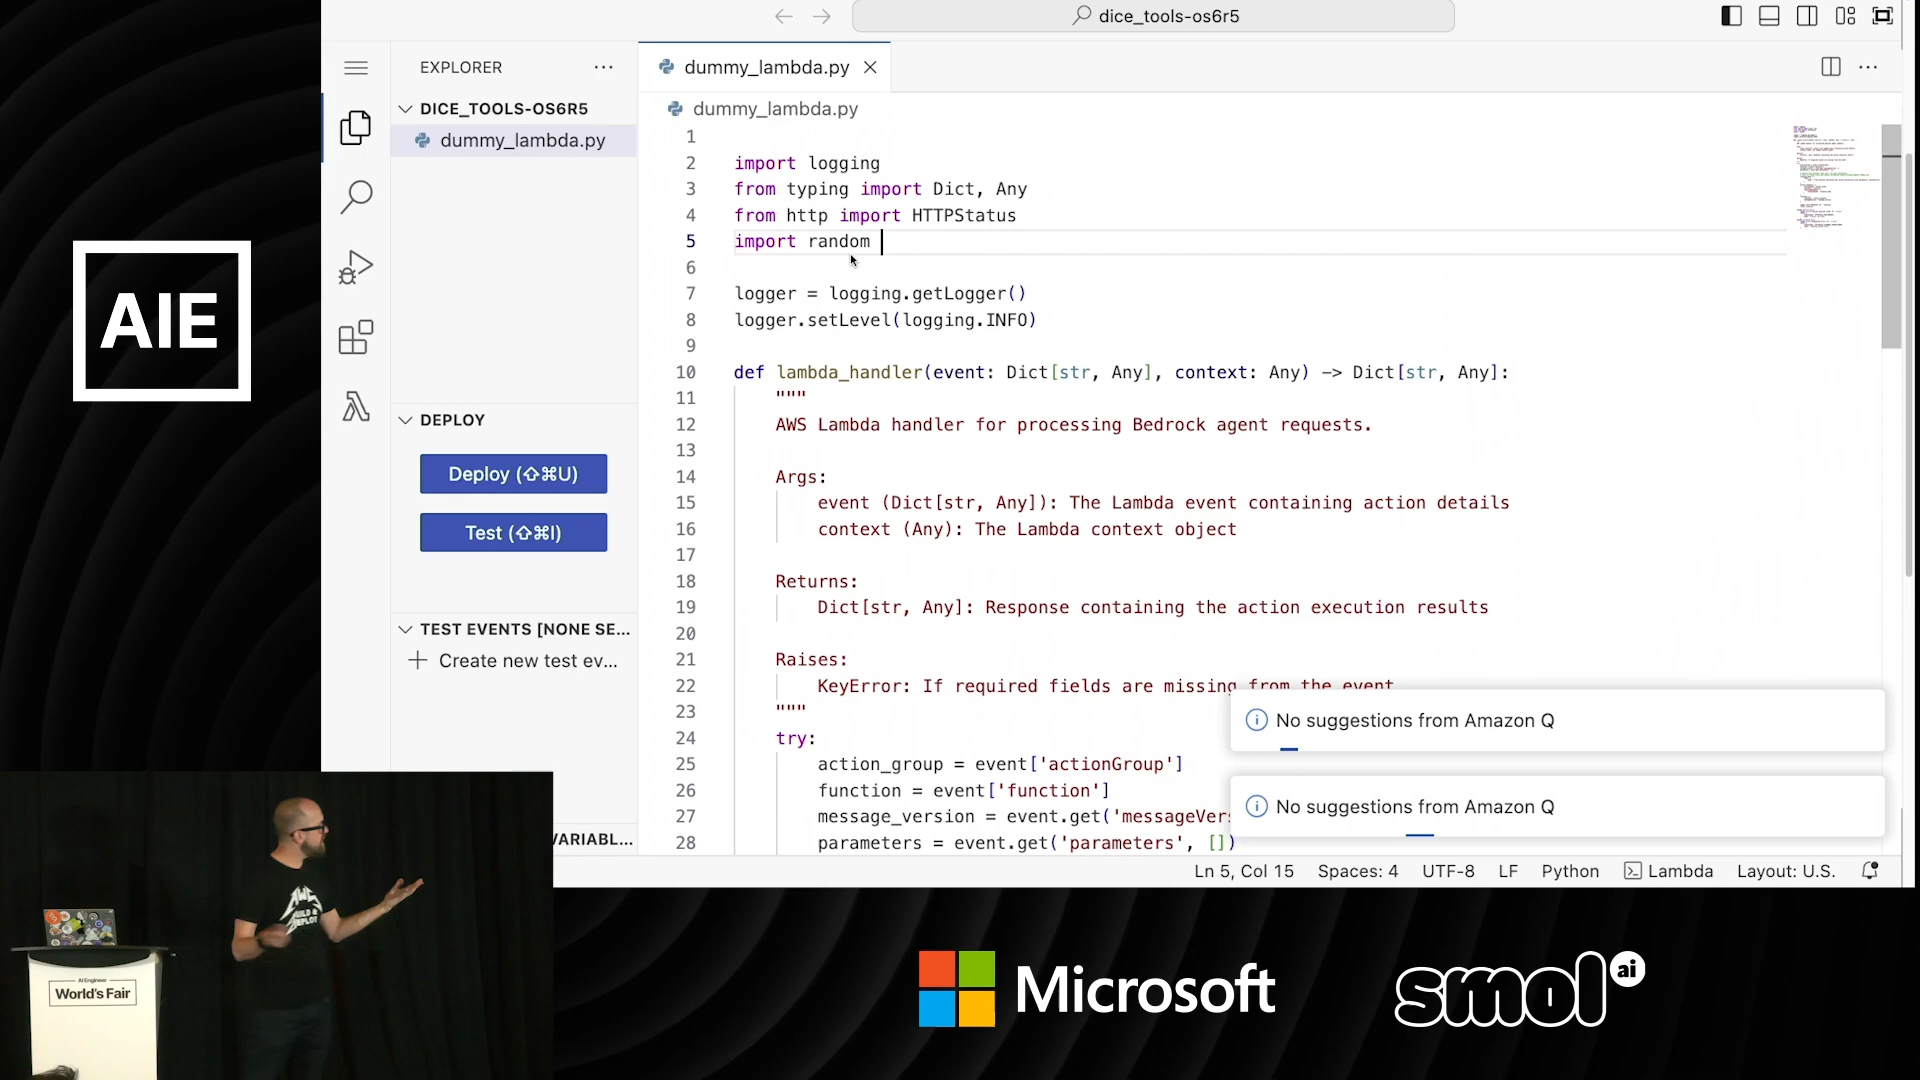 dice_tools-os6r5
EXPLORER
DICE_TOOLS-OS6R5
dummy_lambda.py
DEPLOY
Deploy (⇧⌘U)
Test (⇧⌘I)
TEST EVENTS [NONE SE...
Create new test ev...
VARIABL...
dummy_lambda.py
dummy_lambda.py
1
2 import logging
3 from typing import Dict, Any
4 from http import HTTPStatus
5 import random
6
7 logger = logging.getLogger()
8 logger.setLevel(logging.INFO)
9
10 def lambda_handler(event: Dict[str, Any], context: Any) -> Dict[str, Any]:
11 """
12 AWS Lambda handler for processing Bedrock agent requests.
13
14 Args:
15 event (Dict[str, Any]): The Lambda event containing action details
16 context (Any): The Lambda context object
17
18 Returns:
19 Dict[str, Any]: Response containing the action execution results
20
21 Raises:
22 KeyError: If required fields are missing from the event
23 """
24 try:
25 action_group = event['actionGroup']
26 function = event['function']
27 message_version = event.get('messageVers
28 parameters = event.get('parameters', [])
No suggestions from Amazon Q
No suggestions from Amazon Q
Ln 5, Col 15 Spaces: 4 UTF-8 LF Python Lambda Layout: U.S.
AIE
AWS
BUILD &
DEPLOY
AI Engineer
World's Fair
Microsoft
smol ai